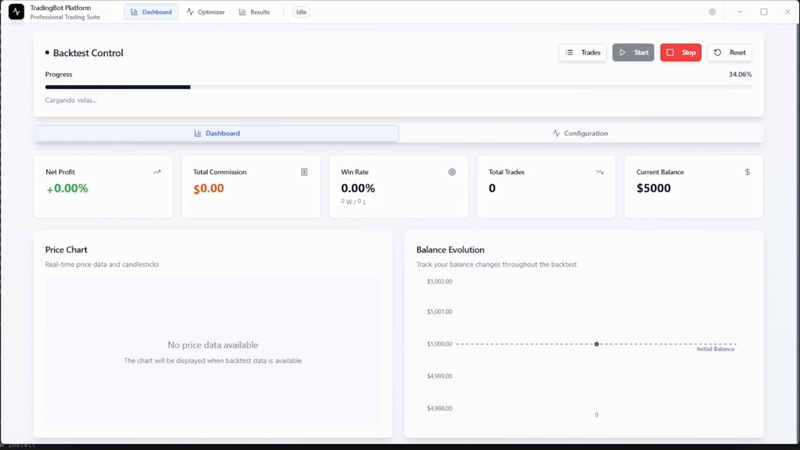 TradingBot Platform
Professional Trading Suite
Dashboard
Optimizer
Results
Idle
Backtest Control
Trades
Start
Stop
Reset
Progress
34.06%
Cargando velas...
Dashboard
Configuration
Net Profit
+0.00%
Total Commission
$0.00
Win Rate
0.00%
0 W / 0 L
Total Trades
0
Current Balance
$
$5000
Price Chart
Real-time price data and candlesticks
No price data available
The chart will be displayed when backtest data is available
Balance Evolution
Track your balance changes throughout the backtest
$5,002.00
$5,001.00
$5,000.00
Initial Balance
$4,999.00
$4,998.00
0